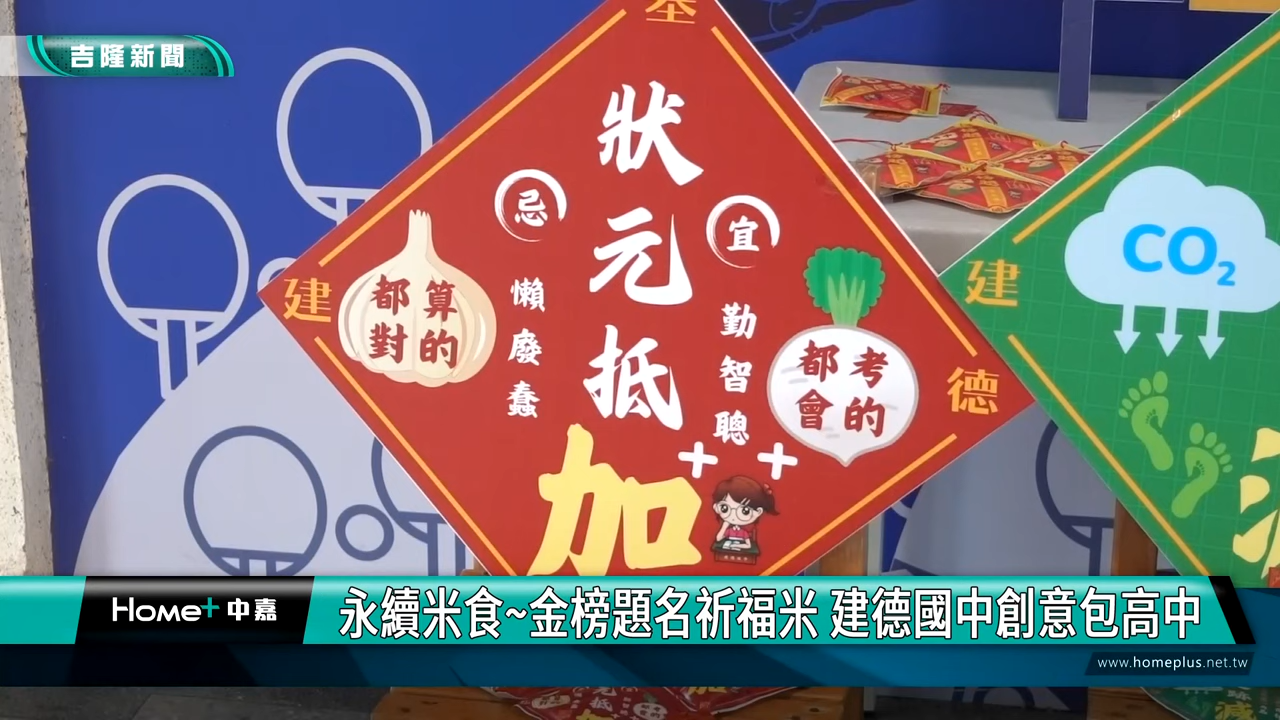 吉隆新聞
狀元抵加
忌
懶廢蠢
宜
勤智聰
++
算的
都對
考的
都會
建
德
建
CO2
Home+中嘉
永續米食~金榜題名祈福米 建德國中創意包高中
www.homeplus.net.tw